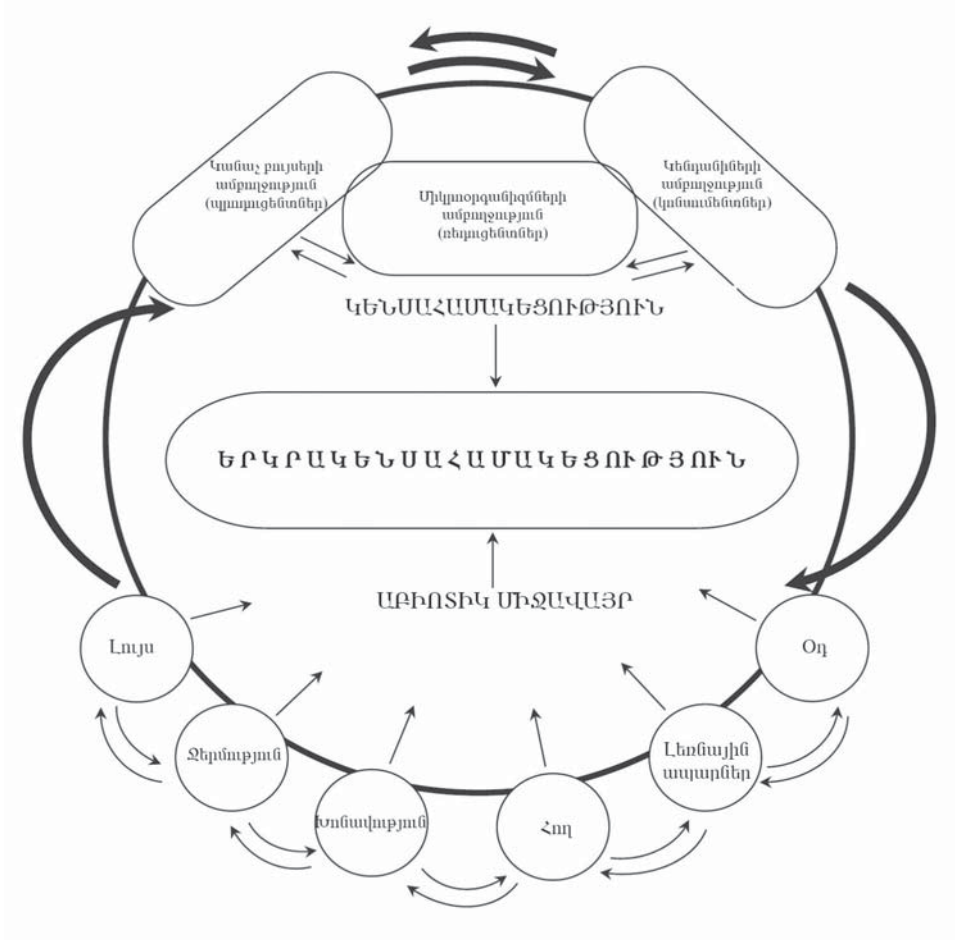 Կանաչ բույսերի
ամբողջություն
(պրոդուցենտներ)
Միկրոօրգանիզմների
ամբողջություն
(ռեդուցենտներ)
Կենդանիների
ամբողջություն
(կոնսումենտներ)
ԿԵՆՍԱՀԱՄԱԿԵՑՈՒԹՅՈՒՆ
ԵՐԿՐԱԿԵՆՍԱՀԱՄԱԿԵՑՈՒԹՅՈՒՆ
ԱԲԻՈՏԻԿ ՄԻՋԱՎԱՅՐ
Լույս
Ջերմություն
Խոնավություն
Հող
Լեռնային
ապարներ
Օդ